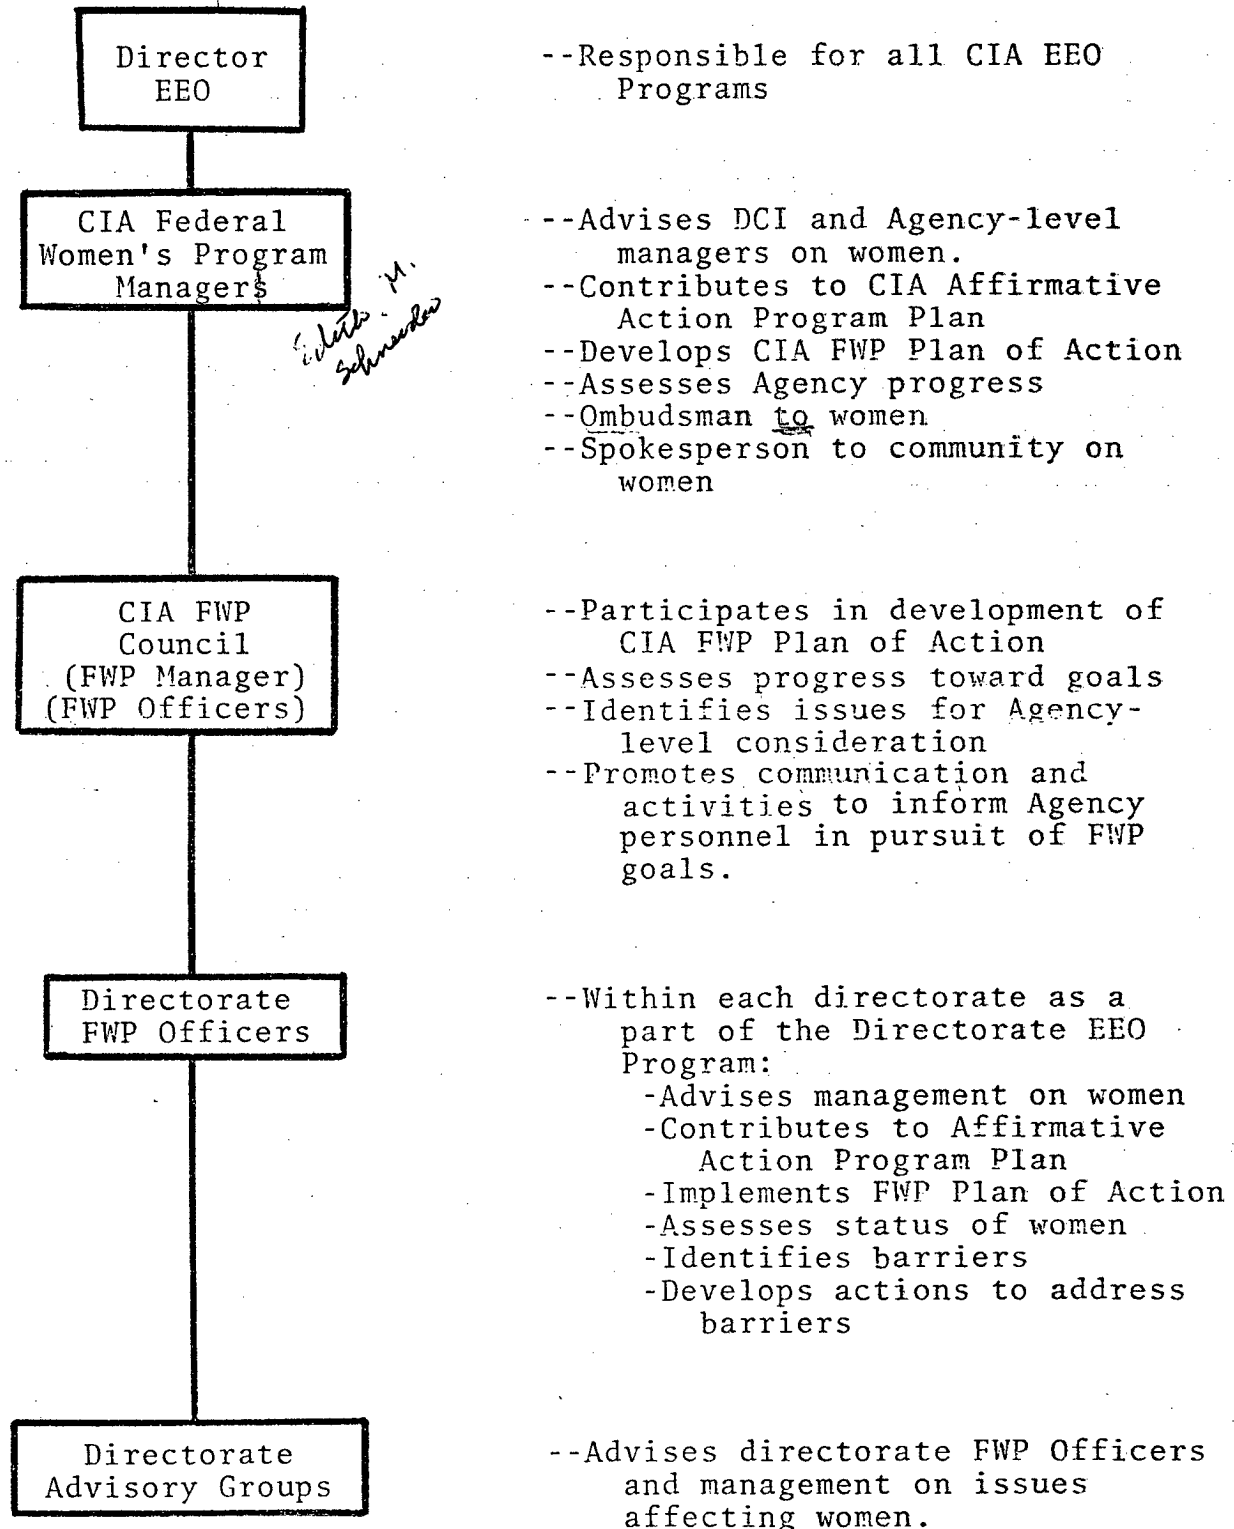 Director
EEO
--Responsible for all CIA EEO
Programs
CIA Federal
Women's Program
Managers
Edith M.
Schneider
--Advises DCI and Agency-level
managers on women.
--Contributes to CIA Affirmative
Action Program Plan
--Develops CIA FWP Plan of Action
--Assesses Agency progress
--Ombudsman to women
--Spokesperson to community on
women
CIA FWP
Council
(FWP Manager)
(FWP Officers)
--Participates in development of
CIA FWP Plan of Action
--Assesses progress toward goals
--Identifies issues for Agency-
level consideration
--Promotes communication and
activities to inform Agency
personnel in pursuit of FWP
goals.
Directorate
FWP Officers
--Within each directorate as a
part of the Directorate EEO
Program:
-Advises management on women
-Contributes to Affirmative
Action Program Plan
-Implements FWP Plan of Action
-Assesses status of women
-Identifies barriers
-Develops actions to address
barriers
Directorate
Advisory Groups
--Advises directorate FWP Officers
and management on issues
affecting women.